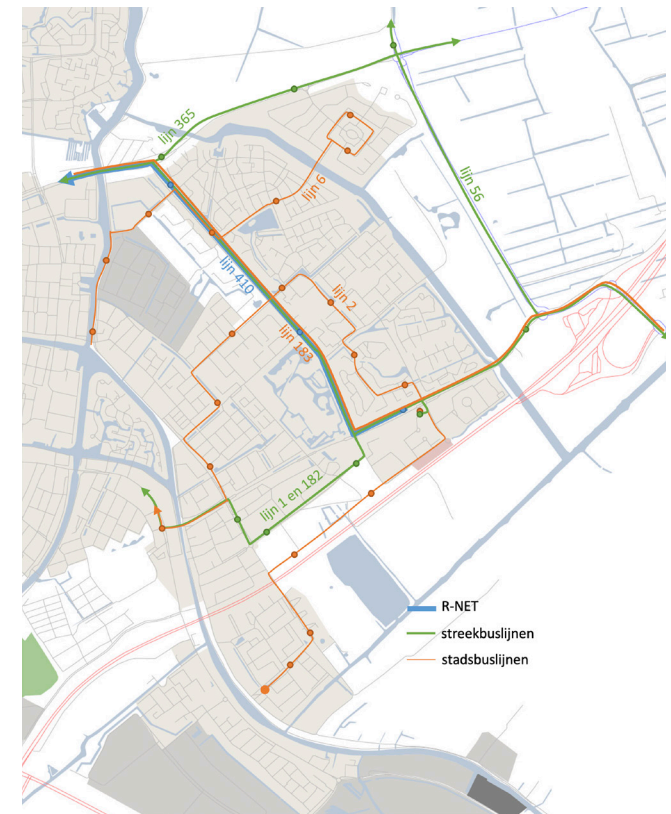 lijn 365
lijn 6
lijn 56
lijn 410
lijn 2
lijn 183
lijn 1 en 182
R-NET
streekbuslijnen
stadsbuslijnen